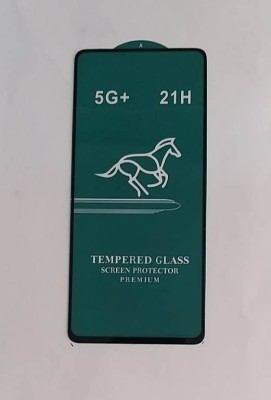 A
5G+ 21H
TEMPERED GLASS
SCREEN PROTECTOR
PREMIUM